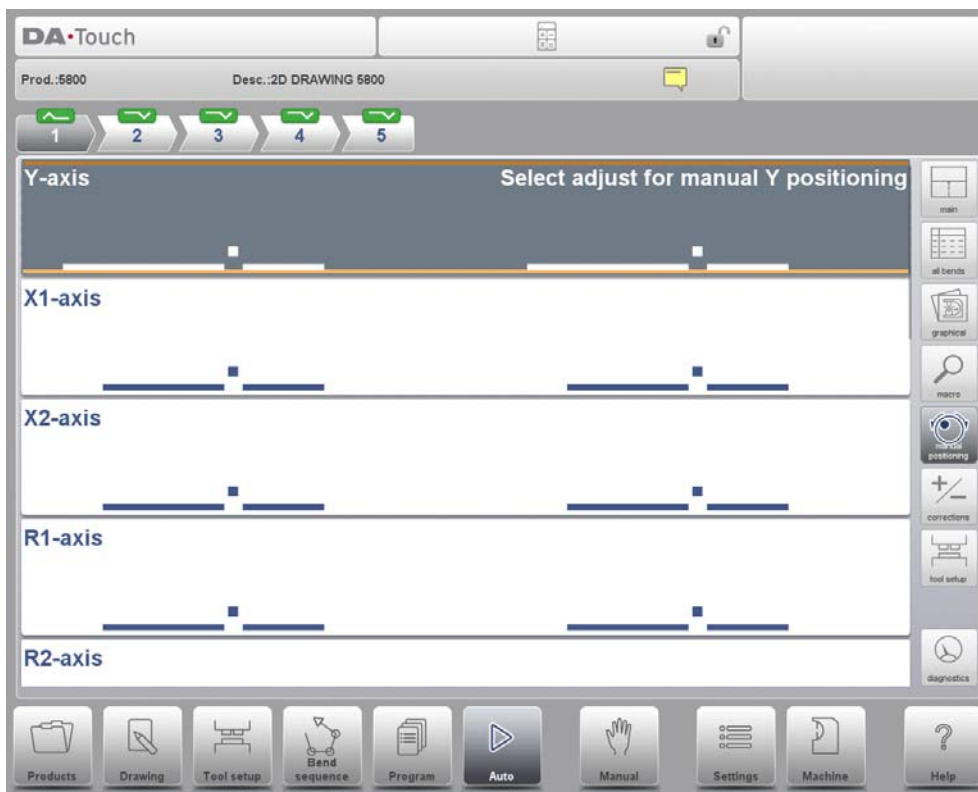 DA·Touch
Prod.:5800 Desc.:2D DRAWING 5800
1 2 3 4 5
Y-axis Select adjust for manual Y positioning
main
all bends
X1-axis
graphical
macro
X2-axis
manual
positioning
corrections
R1-axis
tool setup
R2-axis
diagnostics
Products Drawing Tool setup Bend sequence Program Auto Manual Settings Machine Help